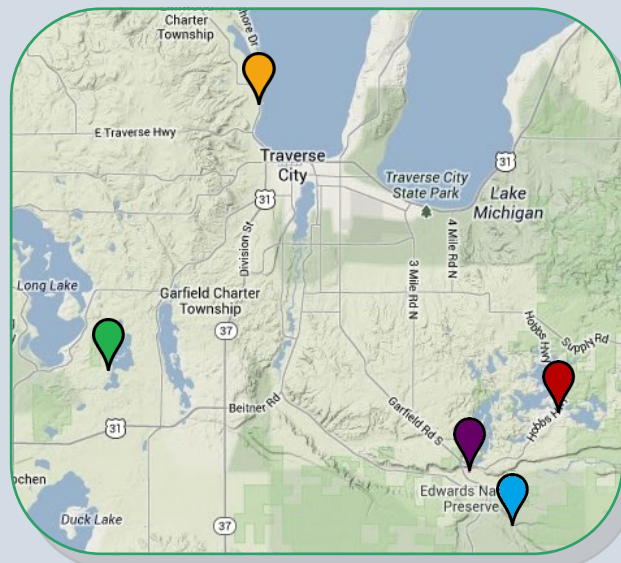 Charter
Township
hore Dr
E Traverse Hwy
Traverse
City
31
Traverse City
State Park
31
Lake
Michigan
Division St
3 Mile Rd N
4 Mile Rd N
Long Lake
Garfield Charter
Township
37
Hobbs Hwy
Supply Rd
Beitner Rd
Garfield Rd S
Hobbs H
31
ochen
Edwards Na
Preserve
Duck Lake
37